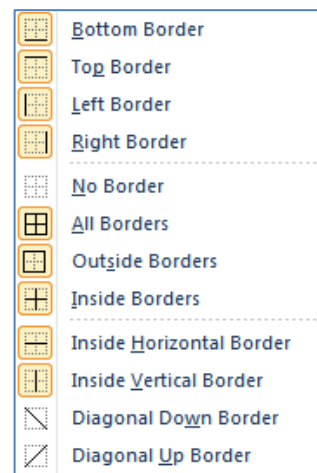 Bottom Border
Top Border
Left Border
Right Border
No Border
All Borders
Outside Borders
Inside Borders
Inside Horizontal Border
Inside Vertical Border
Diagonal Down Border
Diagonal Up Border